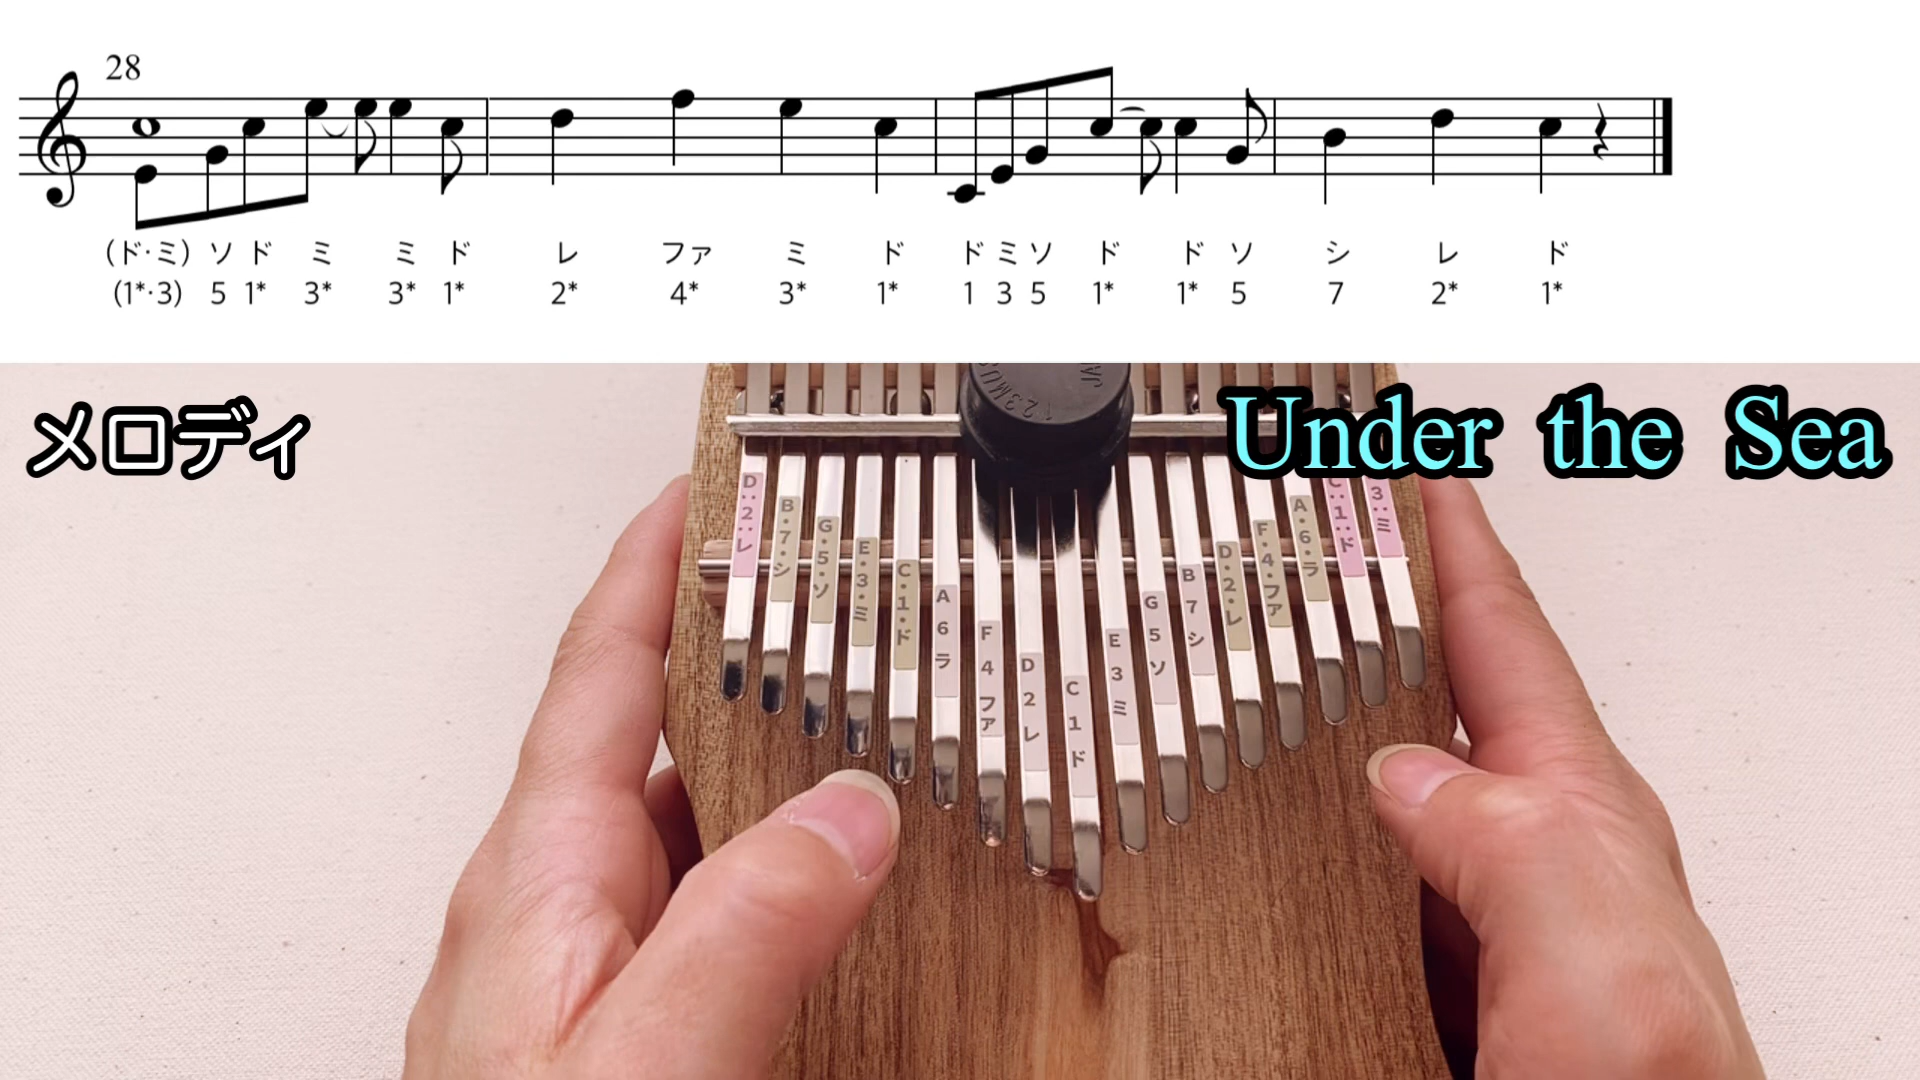 28
(ド·ミ) ソ ド ミ ミ ド レ ファ ミ ド ド ミ ソ ド ド ソ シ レ ド
(1*·3) 5 1* 3* 3* 1* 2* 4* 3* 1* 1 3 5 1* 1* 5 7 2* 1*
メロディ
Under the Sea
D:2:レ
B·7·シ
G·5·ソ
E·3·ミ
C·1·ド
A 6 ラ
F 4 ファ
D 2 レ
C 1 ド
E 3 ミ
G 5 ソ
B 7 シ
D·2·レ
F·4·ファ
A·6·ラ
C:1:ド
3:ミ